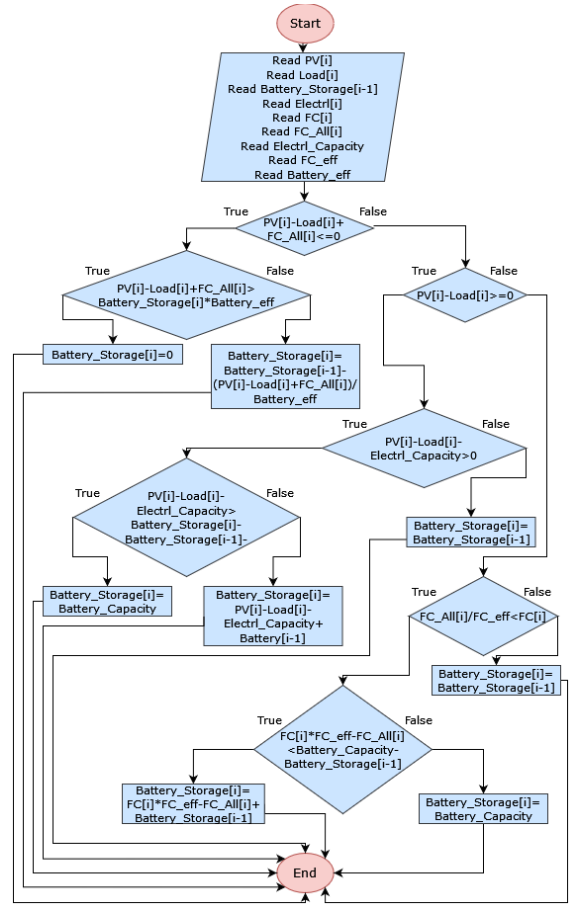 Start
Read PV[i]
Read Load[i]
Read Battery_Storage[i-1]
Read Electrl[i]
Read FC[i]
Read FC_All[i]
Read Electrl_Capacity
Read FC_eff
Read Battery_eff
True
False
PV[i]-Load[i]+
FC_All[i]<=0
True
False
PV[i]-Load[i]+FC_All[i]>
Battery_Storage[i]*Battery_eff
True
False
PV[i]-Load[i]>=0
Battery_Storage[i]=0
Battery_Storage[i]=
Battery_Storage[i-1]-
(PV[i]-Load[i]+FC_All[i])/
Battery_eff
True
False
PV[i]-Load[i]-
Electrl_Capacity>0
True
False
PV[i]-Load[i]-
Electrl_Capacity>
Battery_Storage[i]-
Battery_Storage[i-1]-
Battery_Storage[i]=
Battery_Storage[i-1]
Battery_Storage[i]=
Battery_Capacity
Battery_Storage[i]=
PV[i]-Load[i]-
Electrl_Capacity+
Battery[i-1]
True
False
FC_All[i]/FC_eff<FC[i]
Battery_Storage[i]=
Battery_Storage[i-1]
True
False
FC[i]*FC_eff-FC_All[i]
<Battery_Capacity-
Battery_Storage[i-1]
Battery_Storage[i]=
FC[i]*FC_eff-FC_All[i]+
Battery_Storage[i-1]
Battery_Storage[i]=
Battery_Capacity
End